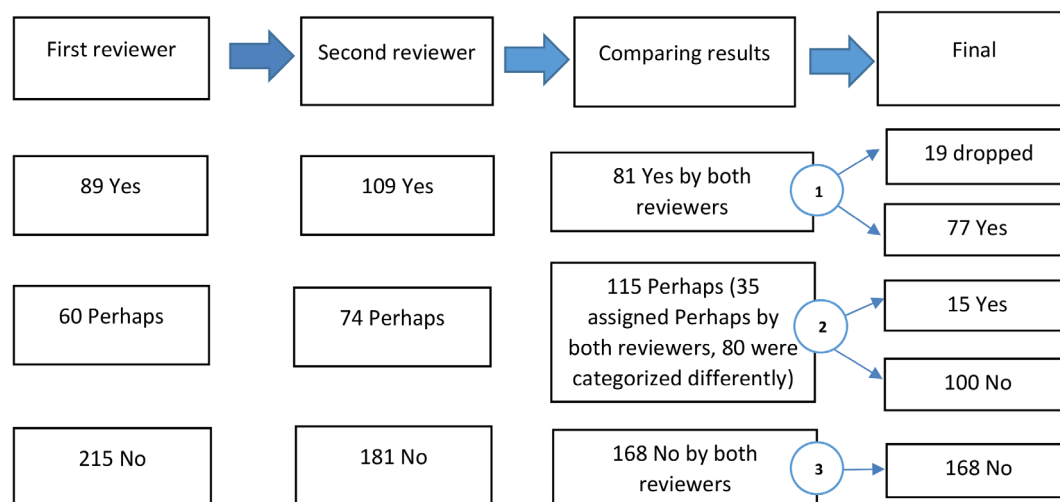 First reviewer
Second reviewer
Comparing results
Final
89 Yes
109 Yes
81 Yes by both
reviewers
1
19 dropped
77 Yes
60 Perhaps
74 Perhaps
115 Perhaps (35
assigned Perhaps by
both reviewers, 80 were
categorized differently)
2
15 Yes
100 No
215 No
181 No
168 No by both
reviewers
3
168 No